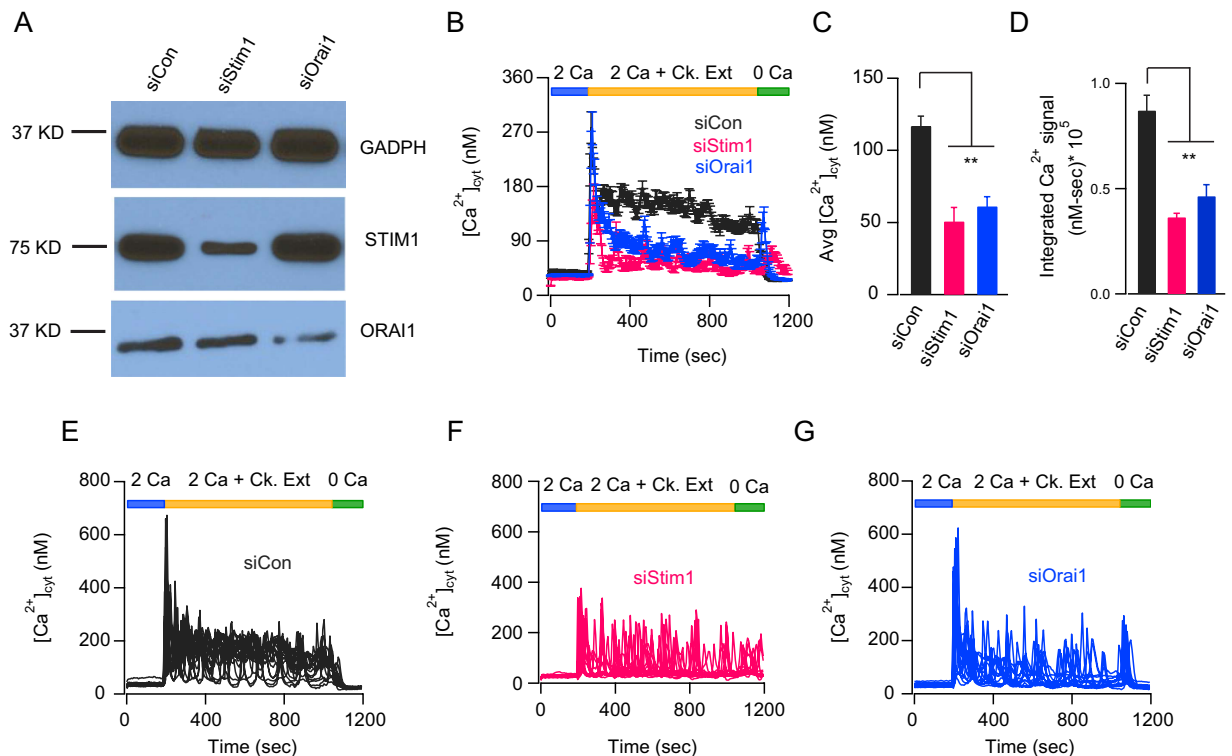 A
siCon
siStim1
siOrai1
37 KD
GADPH
75 KD
STIM1
37 KD
ORAI1
B
2 Ca
2 Ca + Ck. Ext
0 Ca
360
270
180
90
0
[Ca²⁺]cyt (nM)
siCon
siStim1
siOrai1
0
400
800
1200
Time (sec)
C
150
100
50
0
Avg [Ca²⁺]cyt (nM)
**
siCon
siStim1
siOrai1
D
1.0
0.5
0.0
Integrated Ca²⁺ signal
(nM-sec)* 10⁵
**
siCon
siStim1
siOrai1
E
2 Ca
2 Ca + Ck. Ext
0 Ca
800
600
400
200
0
[Ca²⁺]cyt (nM)
siCon
0
400
800
1200
Time (sec)
F
2 Ca
2 Ca + Ck. Ext
0 Ca
800
600
400
200
0
[Ca²⁺]cyt (nM)
siStim1
0
400
800
1200
Time (sec)
G
2 Ca
2 Ca + Ck. Ext
0 Ca
800
600
400
200
0
[Ca²⁺]cyt (nM)
siOrai1
0
400
800
1200
Time (sec)